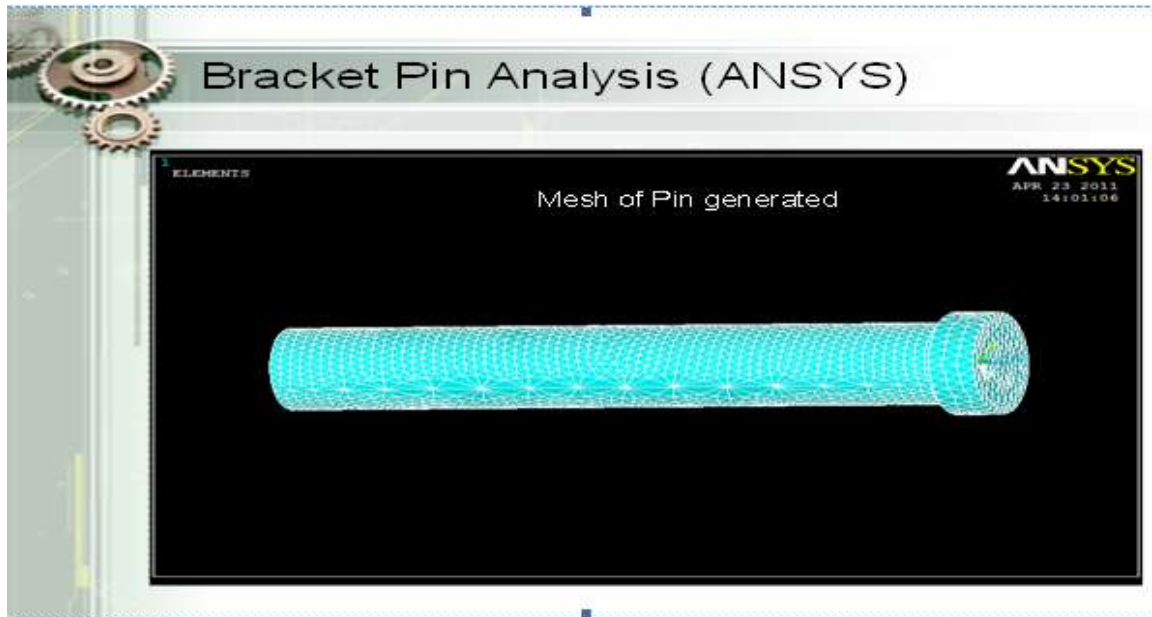 Bracket Pin Analysis (ANSYS)
1
ELEMENTS
ANSYS
APR 23 2011
14:01:06
Mesh of Pin generated